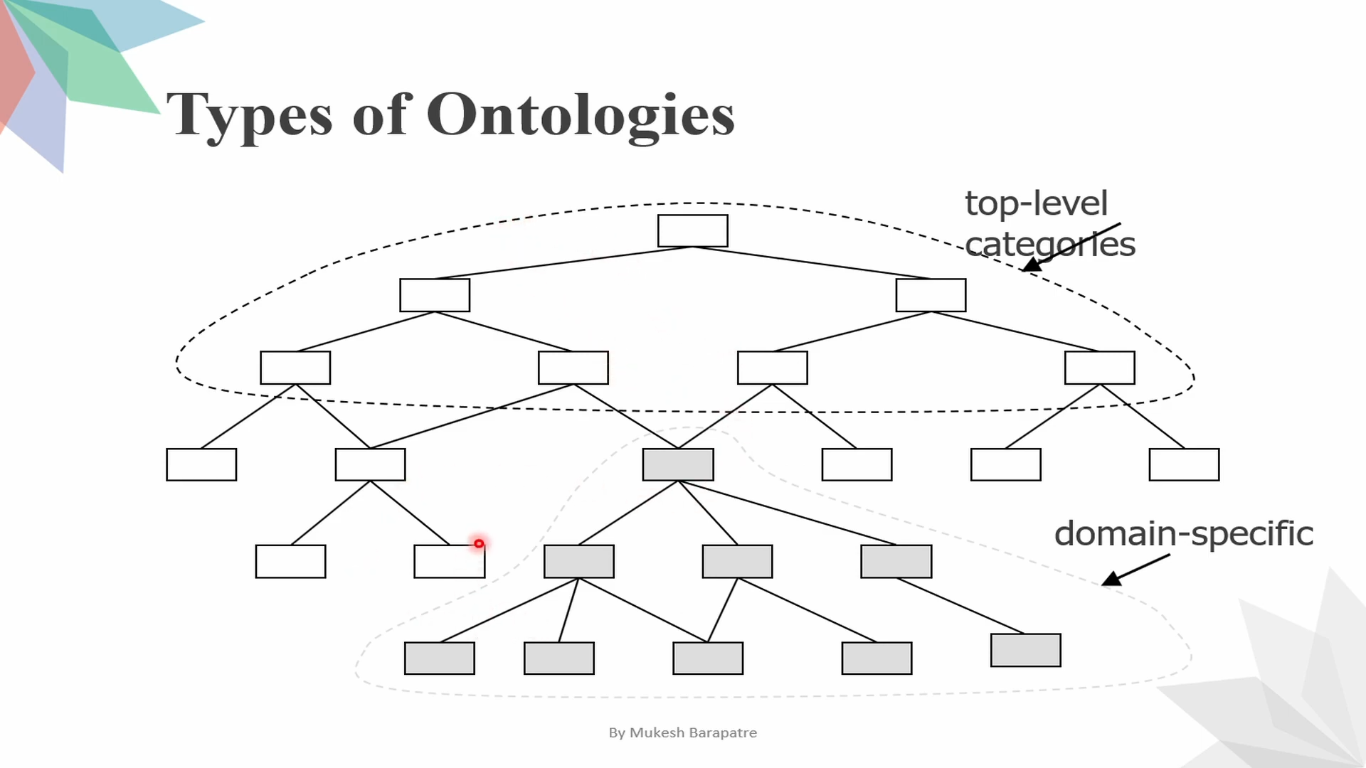 Types of Ontologies
top-level
categories
domain-specific
By Mukesh Barapatre